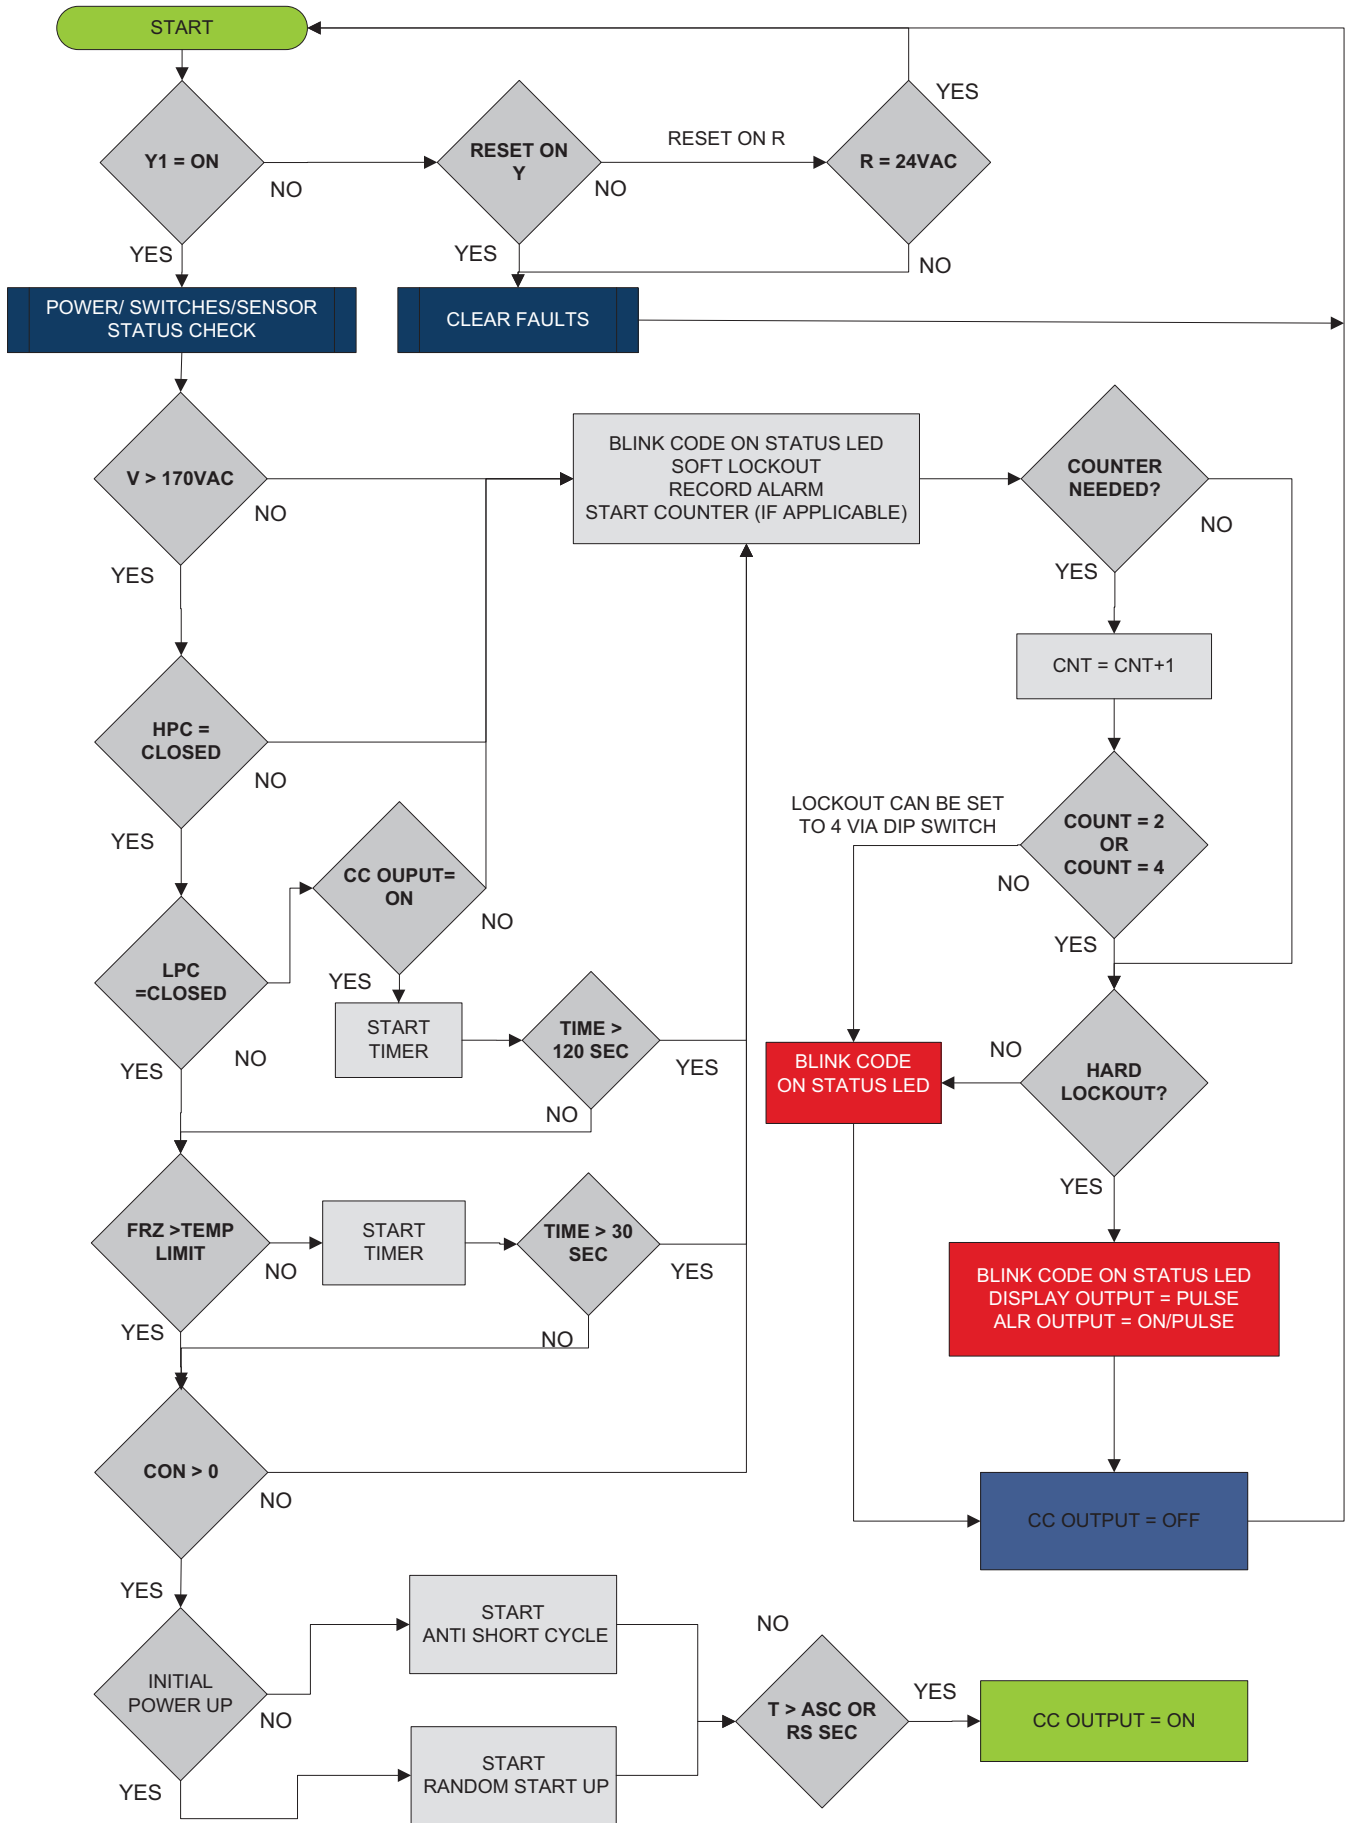 START
YES
Y1 = ON
NO
RESET ON
Y
NO
RESET ON R
R = 24VAC
YES
YES
NO
POWER/ SWITCHES/SENSOR
STATUS CHECK
CLEAR FAULTS
V > 170VAC
NO
BLINK CODE ON STATUS LED
SOFT LOCKOUT
RECORD ALARM
START COUNTER (IF APPLICABLE)
COUNTER
NEEDED?
NO
YES
YES
CNT = CNT+1
HPC =
CLOSED
NO
YES
LOCKOUT CAN BE SET
TO 4 VIA DIP SWITCH
COUNT = 2
OR
COUNT = 4
NO
YES
CC OUPUT=
ON
NO
YES
LPC
=CLOSED
NO
YES
START
TIMER
TIME >
120 SEC
YES
NO
BLINK CODE
ON STATUS LED
NO
HARD
LOCKOUT?
YES
FRZ >TEMP
LIMIT
NO
START
TIMER
TIME > 30
SEC
YES
NO
YES
BLINK CODE ON STATUS LED
DISPLAY OUTPUT = PULSE
ALR OUTPUT = ON/PULSE
CON > 0
NO
YES
CC OUTPUT = OFF
INITIAL
POWER UP
NO
YES
START
ANTI SHORT CYCLE
START
RANDOM START UP
NO
T > ASC OR
RS SEC
YES
CC OUTPUT = ON